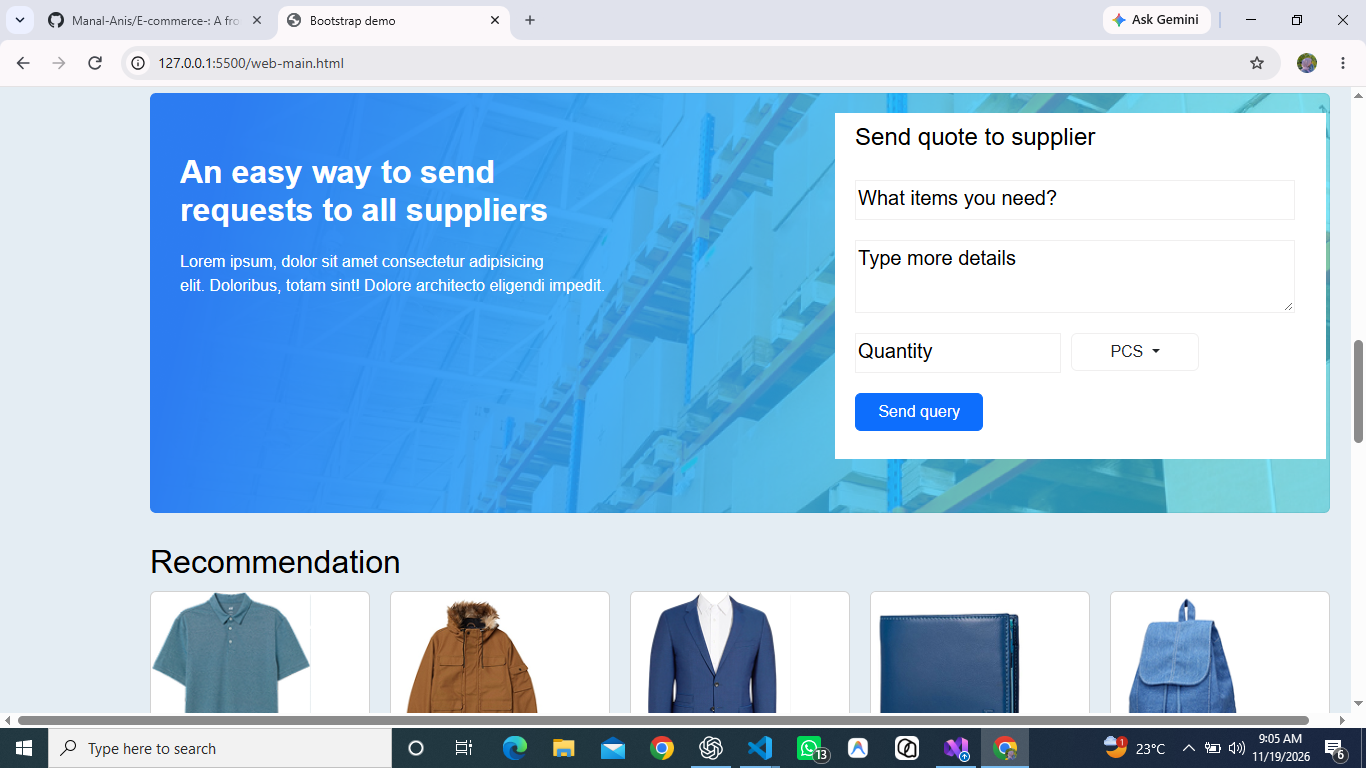 Manal-Anis/E-commerce-: A fro
Bootstrap demo
Ask Gemini
127.0.0.1:5500/web-main.html
An easy way to send
requests to all suppliers
Lorem ipsum, dolor sit amet consectetur adipisicing
elit. Doloribus, totam sint! Dolore architecto eligendi impedit.
Send quote to supplier
What items you need?
Type more details
Quantity
PCS
Send query
Recommendation
Type here to search
13
1
23°C
9:05 AM
11/19/2026
6